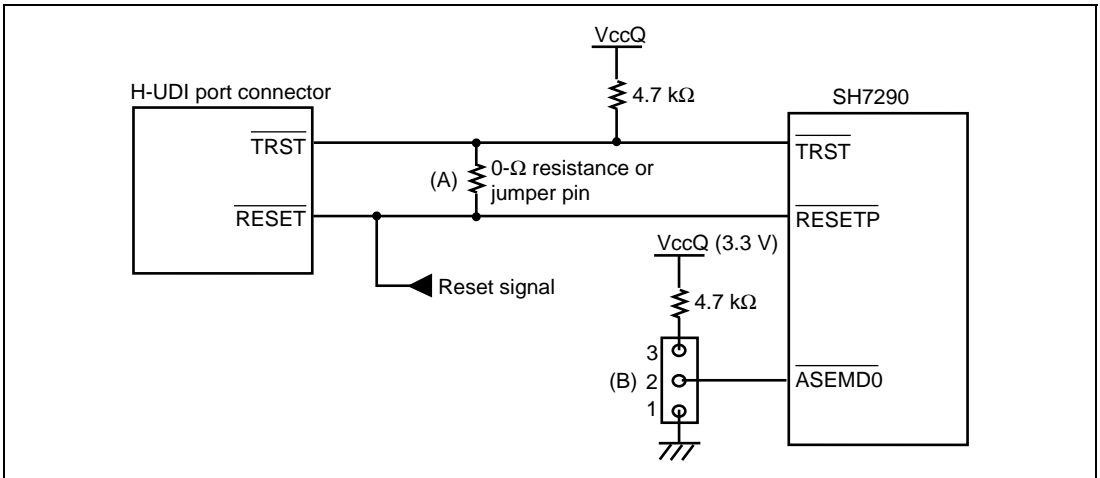 VccQ
H-UDI port connector
4.7 kΩ
SH7290
TRST
TRST
(A)
0-Ω resistance or
jumper pin
RESET
RESETP
VccQ (3.3 V)
Reset signal
4.7 kΩ
3
(B) 2
ASEMD0
1